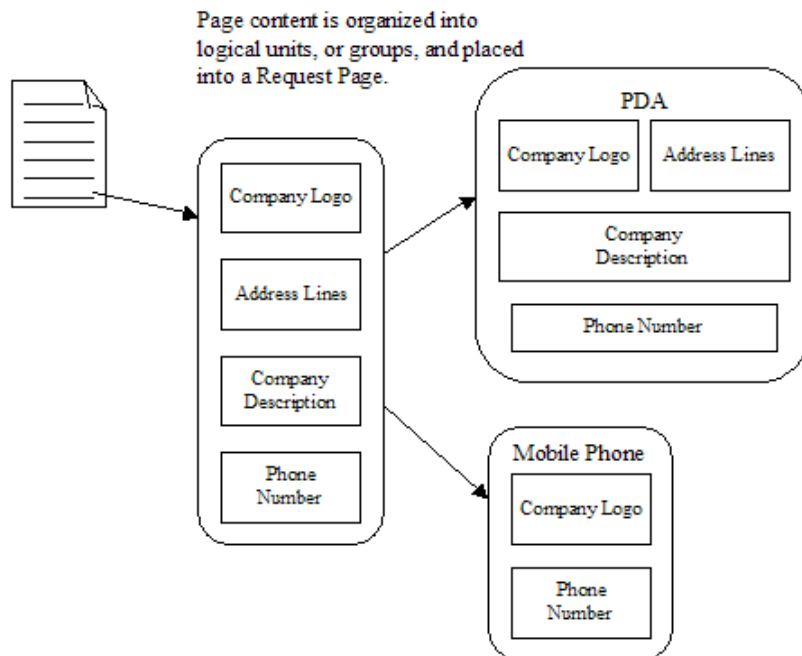 Page content is organized into
logical units, or groups, and placed
into a Request Page.
Company Logo
Address Lines
Company
Description
Phone
Number
PDA
Company Logo
Address Lines
Company
Description
Phone Number
Mobile Phone
Company Logo
Phone
Number